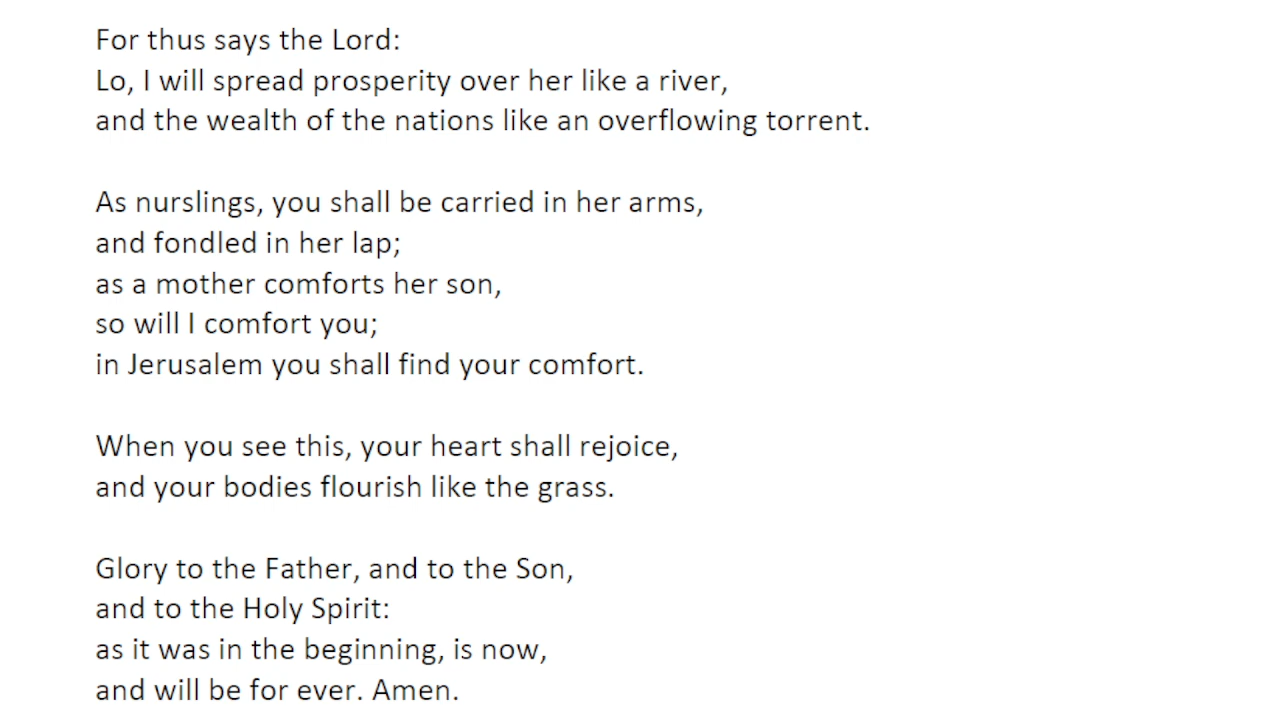 For thus says the Lord:
Lo, I will spread prosperity over her like a river,
and the wealth of the nations like an overflowing torrent.
As nurslings, you shall be carried in her arms,
and fondled in her lap;
as a mother comforts her son,
so will I comfort you;
in Jerusalem you shall find your comfort.
When you see this, your heart shall rejoice,
and your bodies flourish like the grass.
Glory to the Father, and to the Son,
and to the Holy Spirit:
as it was in the beginning, is now,
and will be for ever. Amen.